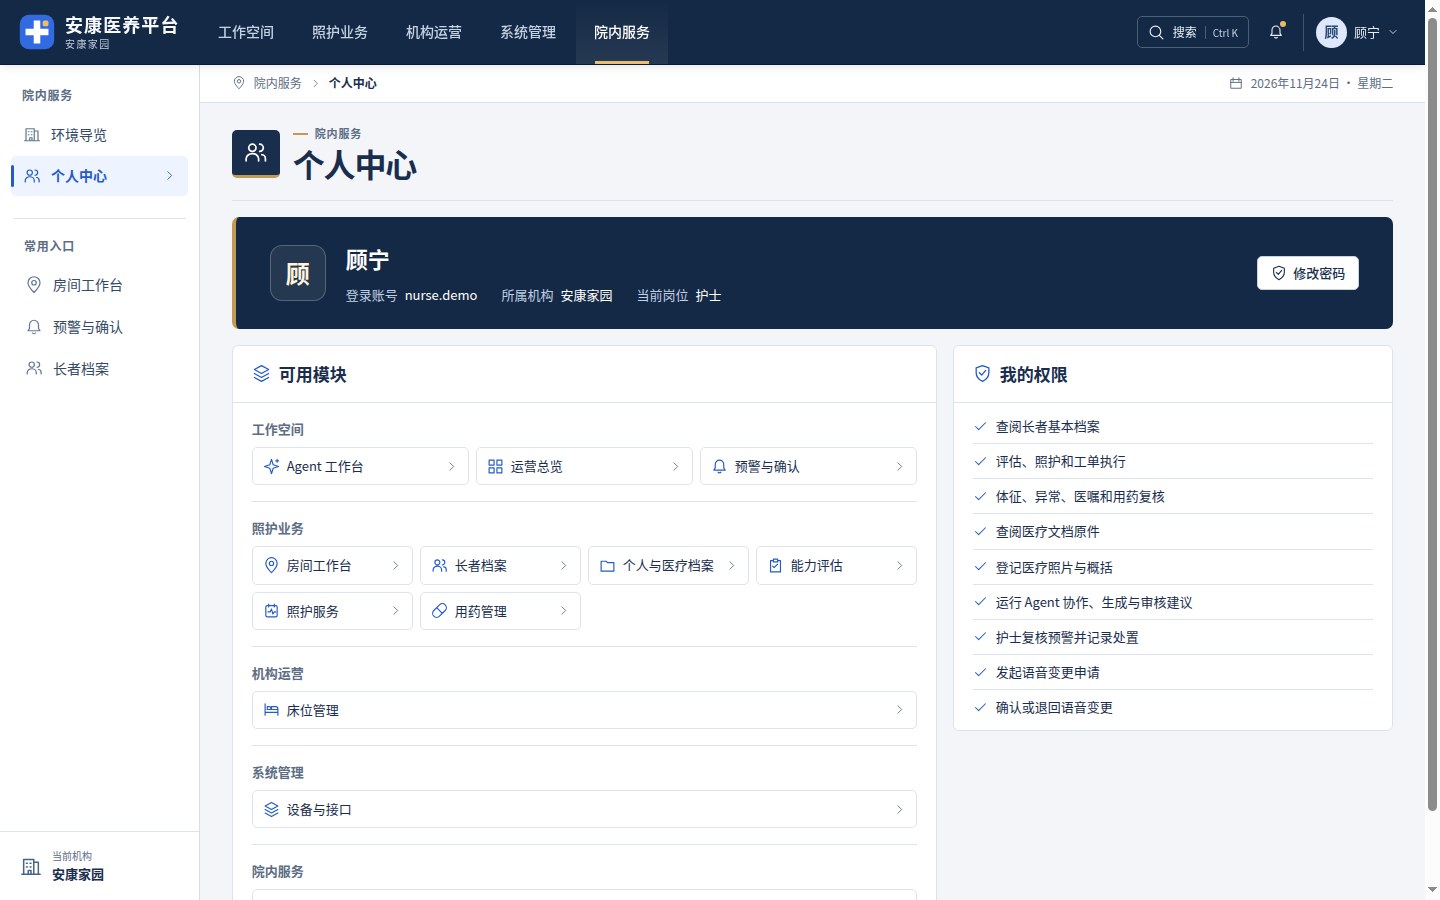 安康医养平台
安康家园
工作空间
照护业务
机构运营
系统管理
院内服务
搜索 Ctrl K
顾 顾宁
院内服务
环境导览
个人中心
常用入口
房间工作台
预警与确认
长者档案
当前机构
安康家园
院内服务 个人中心
2026年11月24日 · 星期二
院内服务
个人中心
顾
顾宁
登录账号 nurse.demo 所属机构 安康家园 当前岗位 护士
修改密码
可用模块
工作空间
Agent 工作台 运营总览 预警与确认
照护业务
房间工作台 长者档案 个人与医疗档案 能力评估
照护服务 用药管理
机构运营
床位管理
系统管理
设备与接口
院内服务
我的权限
查阅长者基本档案
评估、照护和工单执行
体征、异常、医嘱和用药复核
查阅医疗文档原件
登记医疗照片与概括
运行 Agent 协作、生成与审核建议
护士复核预警并记录处置
发起语音变更申请
确认或退回语音变更